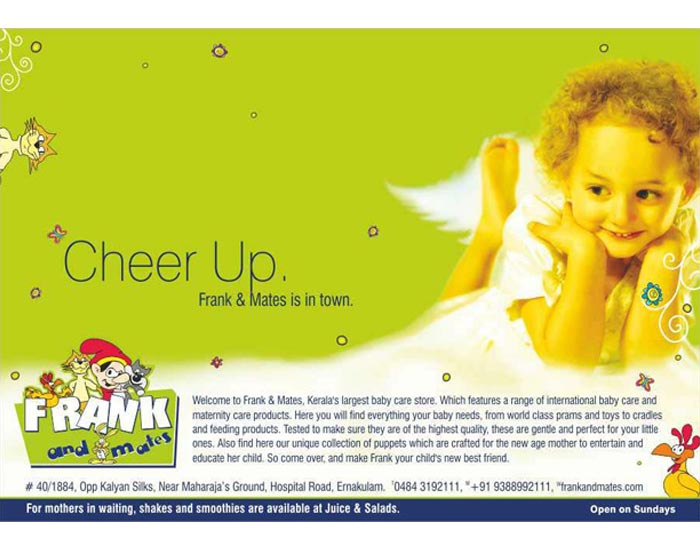 Cheer Up.
Frank & Mates is in town.
FRANK
and mates
Welcome to Frank & Mates, Kerala's largest baby care store. Which features a range of international baby care and
maternity care products. Here you will find everything your baby needs, from world class prams and toys to cradles
and feeding products. Tested to make sure they are of the highest quality, these are gentle and perfect for your little
ones. Also find here our unique collection of puppets which are crafted for the new age mother to entertain and
educate her child. So come over, and make Frank your child's new best friend.
# 40/1884, Opp Kalyan Silks, Near Maharaja's Ground, Hospital Road, Ernakulam. T0484 3192111, M+91 9388992111, Wfrankandmates.com
For mothers in waiting, shakes and smoothies are available at Juice & Salads.
Open on Sundays